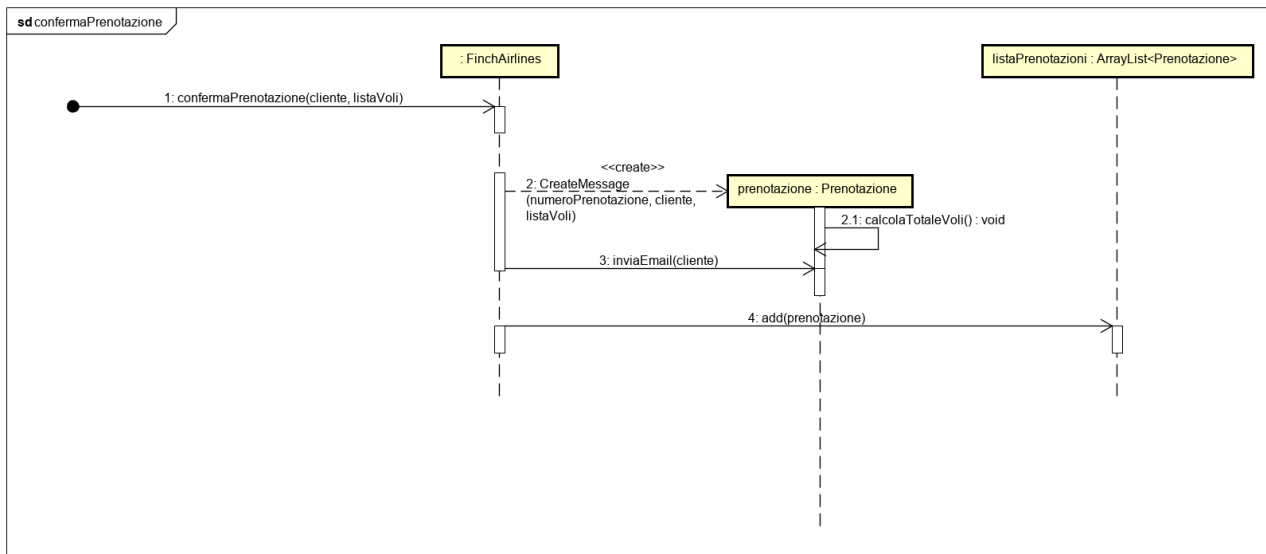 sd confermaPrenotazione
: FinchAirlines
listaPrenotazioni : ArrayList<Prenotazione>
1: confermaPrenotazione(cliente, listaVoli)
<<create>>
2: CreateMessage
(numeroPrenotazione, cliente,
listaVoli)
prenotazione : Prenotazione
2.1: calcolaTotaleVoli() : void
3: inviaEmail(cliente)
4: add(prenotazione)